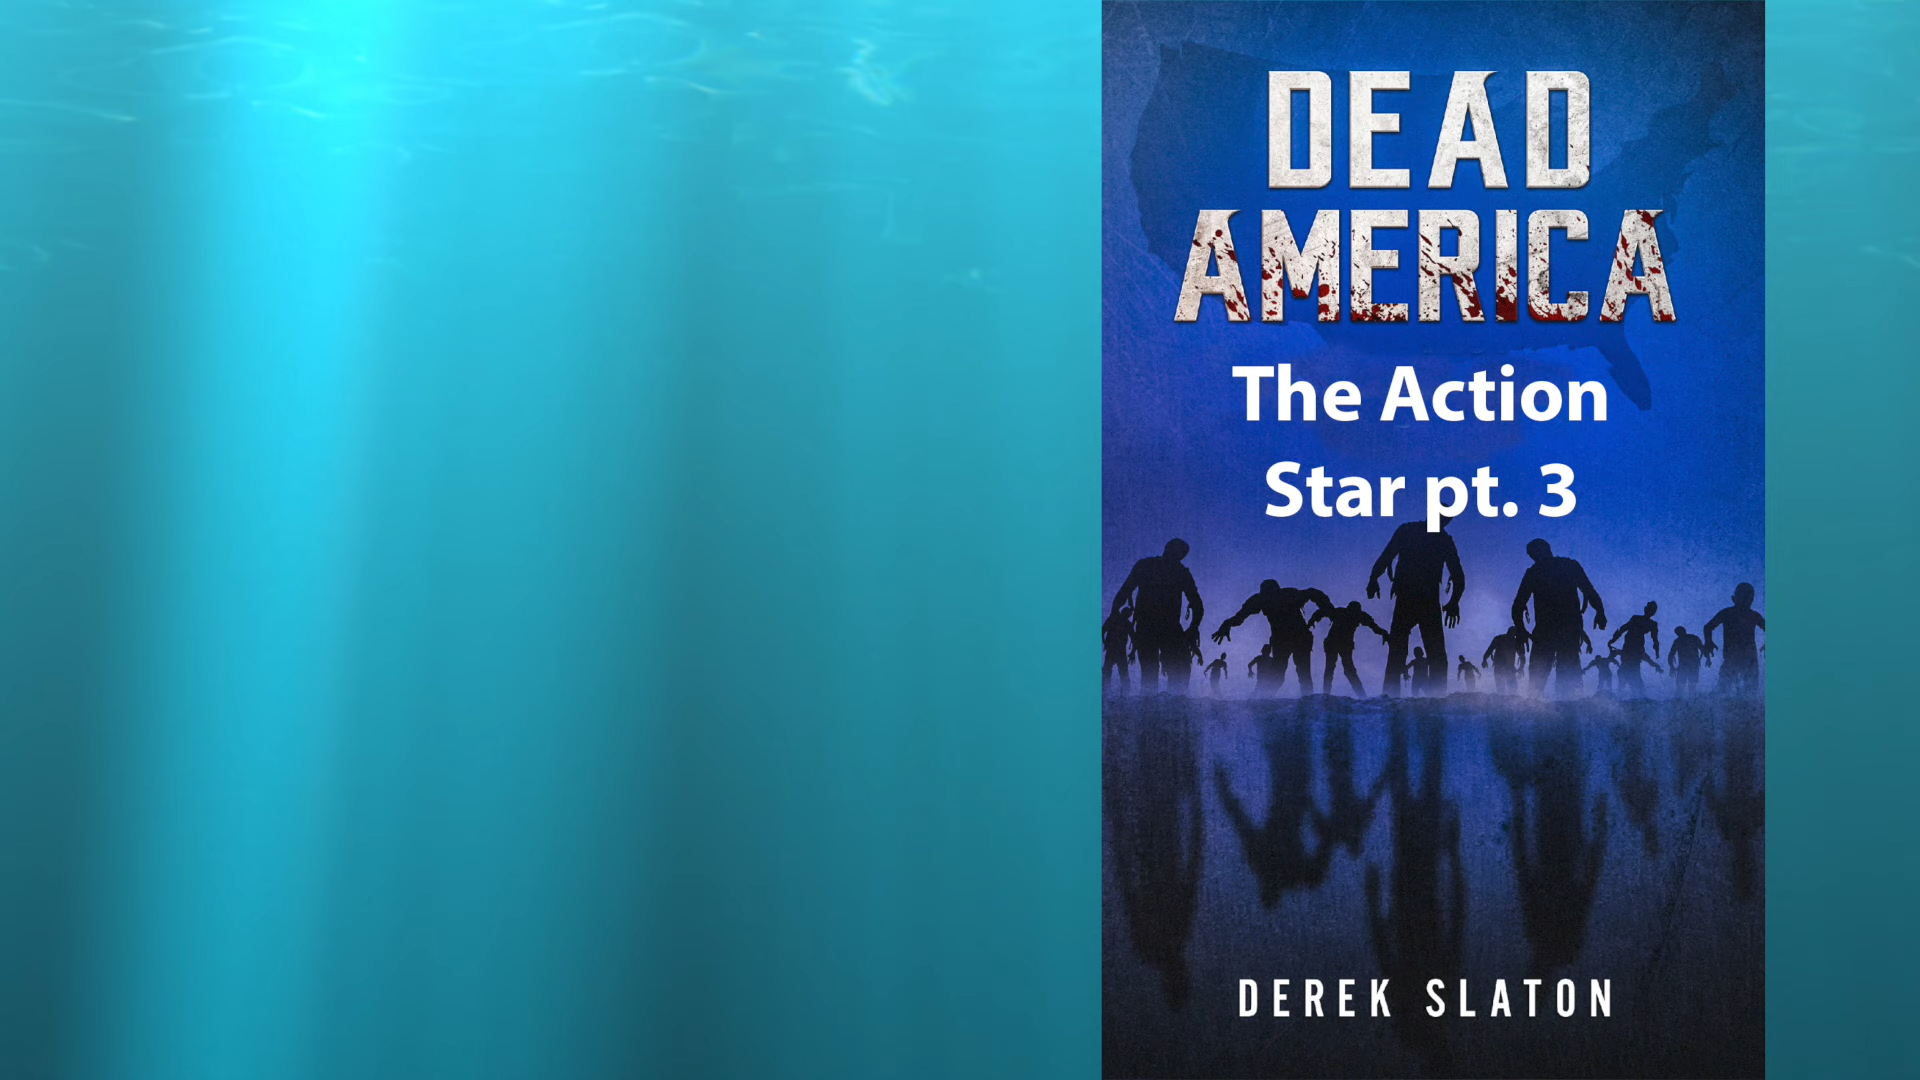 DEAD
AMERICA
The Action
Star pt. 3
DEREK SLATON